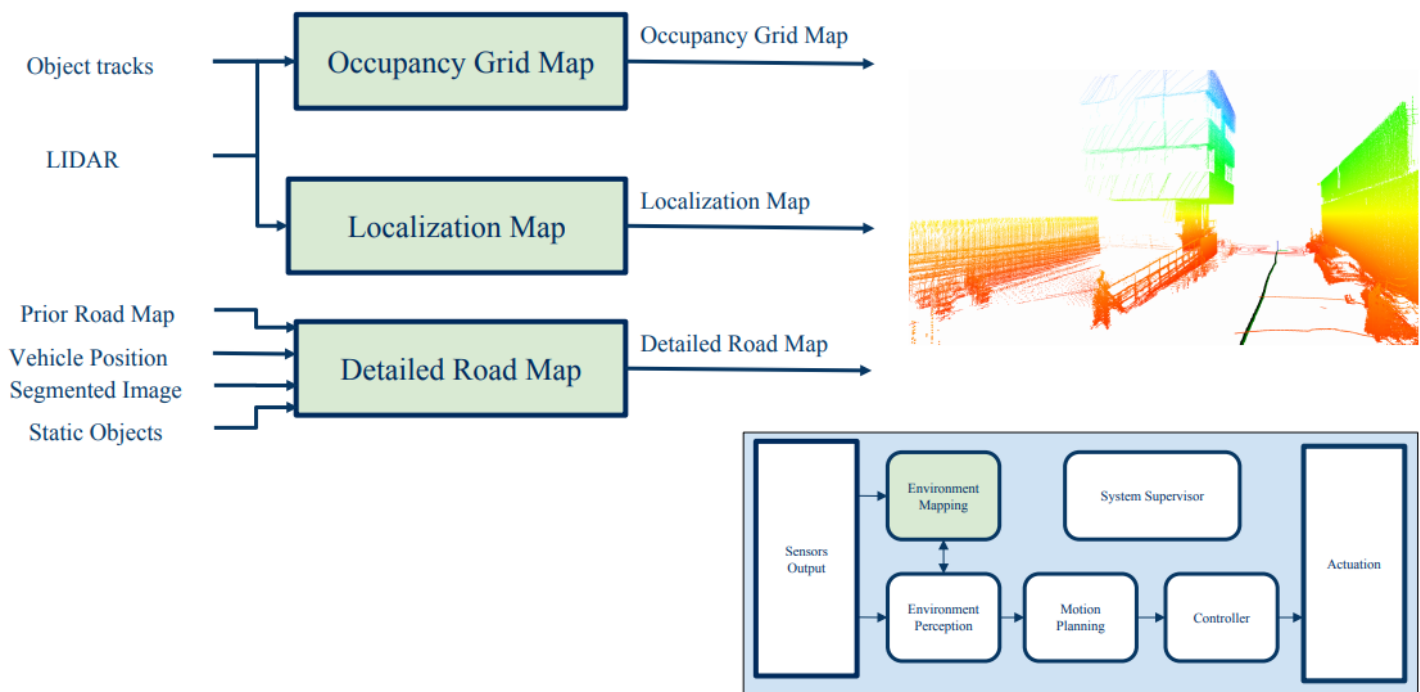 Object tracks
LIDAR
Occupancy Grid Map
Occupancy Grid Map
Localization Map
Localization Map
Prior Road Map
Vehicle Position
Segmented Image
Static Objects
Detailed Road Map
Detailed Road Map
Sensors
Output
Environment
Mapping
System Supervisor
Environment
Perception
Motion
Planning
Controller
Actuation